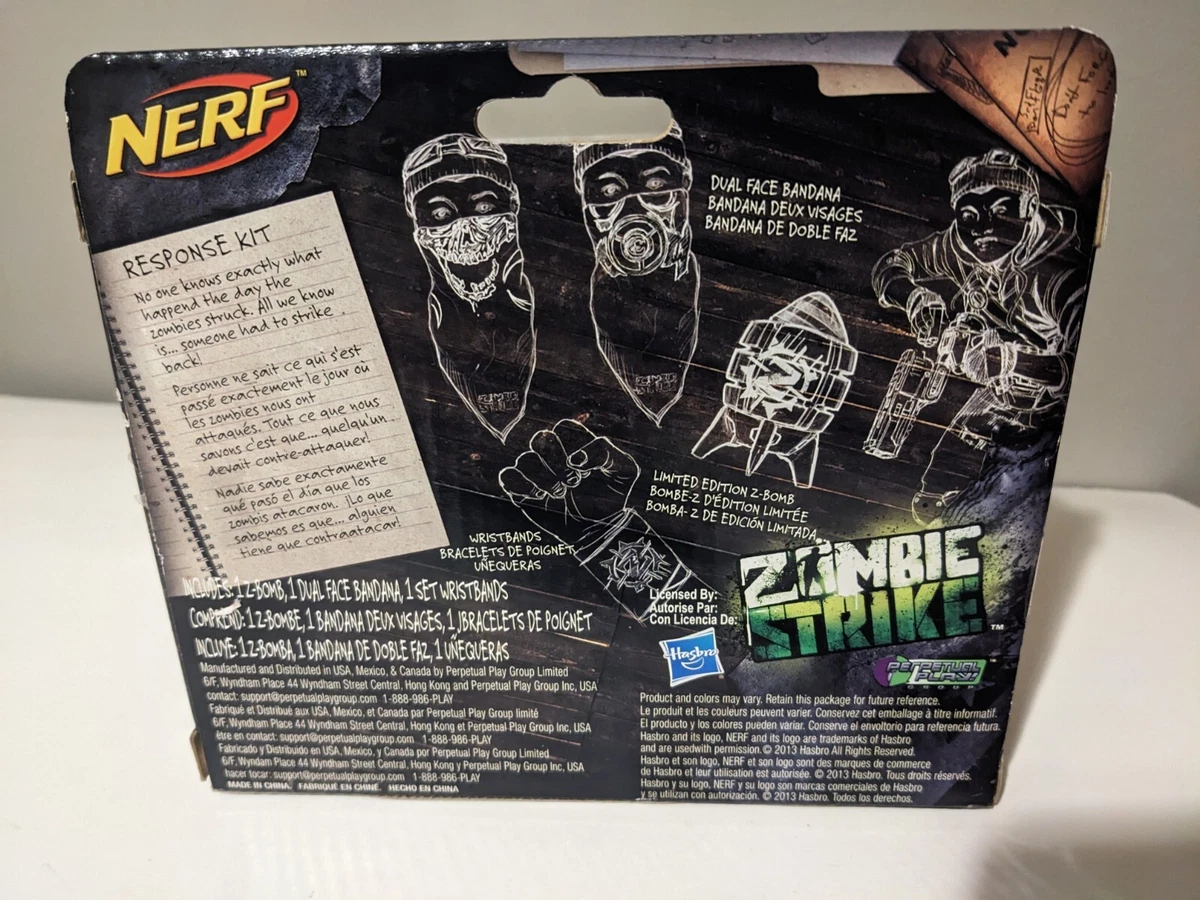 NERF™
RESPONSE KIT
No one knows exactly what
happend the day the
zombies struck. All we know
is... someone had to strike
back!
Personne ne sait ce qui s'est
passé exactement le jour où
les zombies nous ont
attaqués. Tout ce que nous
savons c'est que... quelqu'un
devait contre-attaquer!
Nadie sabe exactamente
qué pasó el día que los
zombis atacaron. ¡Lo que
sabemos es que... alguien
tiene que contraatacar!
DUAL FACE BANDANA
BANDANA DEUX VISAGES
BANDANA DE DOBLE FAZ
ZOMBIE
STRIKE
ZOMBIE
STRIKE
LIMITED EDITION Z-BOMB
BOMBE-Z D'ÉDITION LIMITÉE
BOMBA- Z DE EDICIÓN LIMITADA
WRISTBANDS
BRACELETS DE POIGNET
UÑEQUERAS
INCLUDES: 1 Z-BOMB, 1 DUAL FACE BANDANA, 1 SET WRISTBANDS
COMPREND: 1 Z-BOMBE, 1 BANDANA DEUX VISAGES, 1 JBRACELETS DE POIGNET
INCLUYE: 1 Z-BOMBA, 1 BANDANA DE DOBLE FAZ, 1 UÑEQUERAS
Manufactured and Distributed in USA, Mexico, & Canada by Perpetual Play Group Limited
6/F, Wyndham Place 44 Wyndham Street Central, Hong Kong and Perpetual Play Group Inc, USA
contact: support@perpetualplaygroup.com 1-888-986-PLAY
Fabriqué et Distribué aux USA, Mexico, et Canada par Perpetual Play Group limité
6/F, Wyndham Place 44 Wyndham Street Central, Hong Kong et Perpetual Play Group Inc, USA
être en contact: support@perpetualplaygroup.com 1-888-986-PLAY
Fabricado y Distribuido en USA, Mexico, y Canada por Perpetual Play Group Limited
6/F, Wyndam Place 44 Wyndham Street Central, Hong Kong y Perpetual Play Group Inc, USA
hacer tocar: support@perpetualplaygroup.com 1-888-986-PLAY
MADE IN CHINA. FABRIQUÉ EN CHINE. HECHO EN CHINA
Licensed By:
Autorise Par:
Con Licencia De:
Hasbro
ZOMBIE
STRIKE™
PERPETUAL
PLAY!™
GROUP
Product and colors may vary. Retain this package for future reference.
Le produit et les couleurs peuvent varier. Conservez cet emballage à titre informatif.
El producto y los colores pueden variar. Conserve el envoltorio para referencia futura.
Hasbro and its logo, NERF and its logo are trademarks of Hasbro
and are usedwith permission. © 2013 Hasbro All Rights Reserved.
Hasbro et son logo, NERF et son logo sont des marques de commerce
de Hasbro et leur utilisation est autorisée. © 2013 Hasbro. Tous droits réservés.
Hasbro y su logo, NERF y su logo son marcas comerciales de Hasbro
y se utilizan con autorización. © 2013 Hasbro. Todos los derechos.